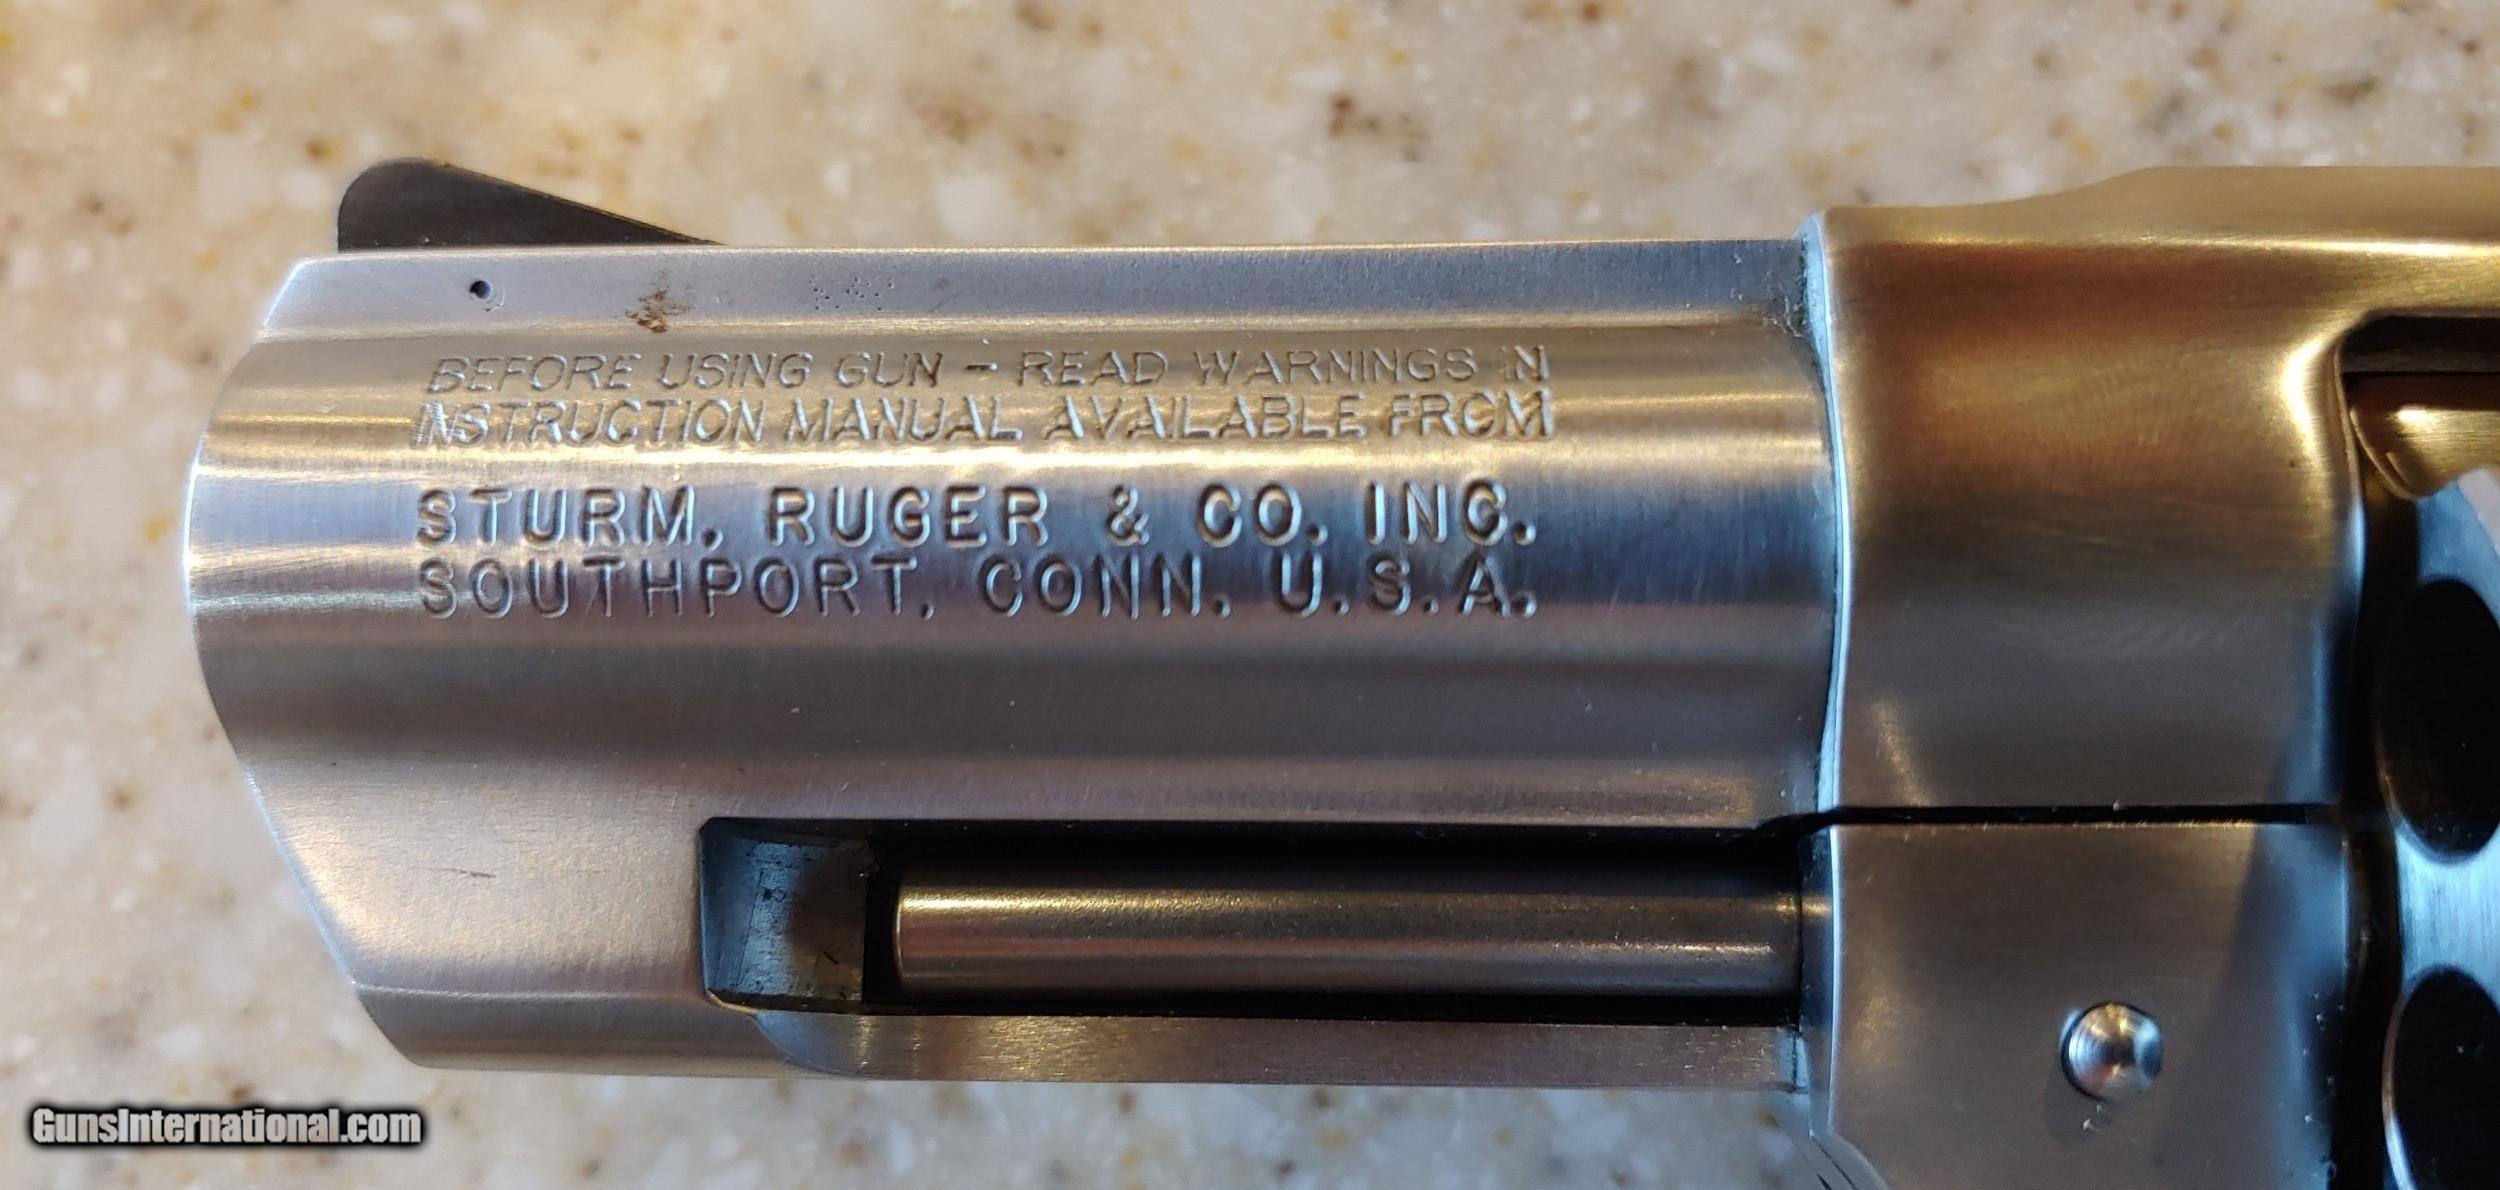 BEFORE USING GUN - READ WARNINGS IN
INSTRUCTION MANUAL AVAILABLE FROM
STURM, RUGER & CO. INC.
SOUTHPORT, CONN. U.S.A.
GunsInternational.com